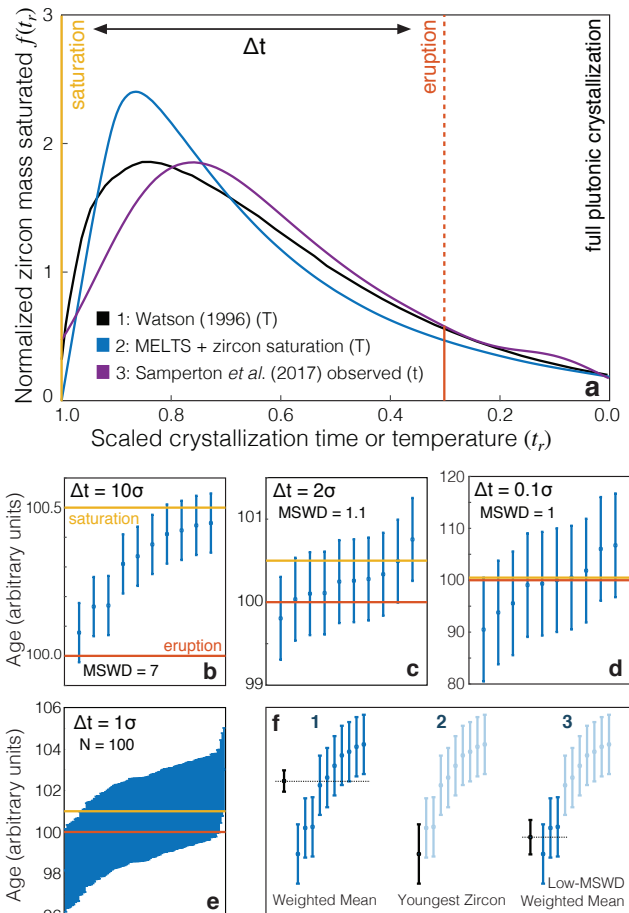 3
2
1
0
Normalized zircon mass saturated f(tr)
saturation
Δt
eruption
full plutonic crystallization
1: Watson (1996) (T)
2: MELTS + zircon saturation (T)
3: Samperton et al. (2017) observed (t)
a
1.0 0.8 0.6 0.4 0.2 0.0
Scaled crystallization time or temperature (tr)
Age (arbitrary units)
100.5
100.0
Δt = 10σ
saturation
eruption
MSWD = 7
b
101
100
99
Δt = 2σ
MSWD = 1.1
c
120
110
100
90
80
Δt = 0.1σ
MSWD = 1
d
Age (arbitrary units)
106
104
102
100
98
96
Δt = 1σ
N = 100
e
f
1 2 3
Weighted Mean
Youngest Zircon
Low-MSWD
Weighted Mean